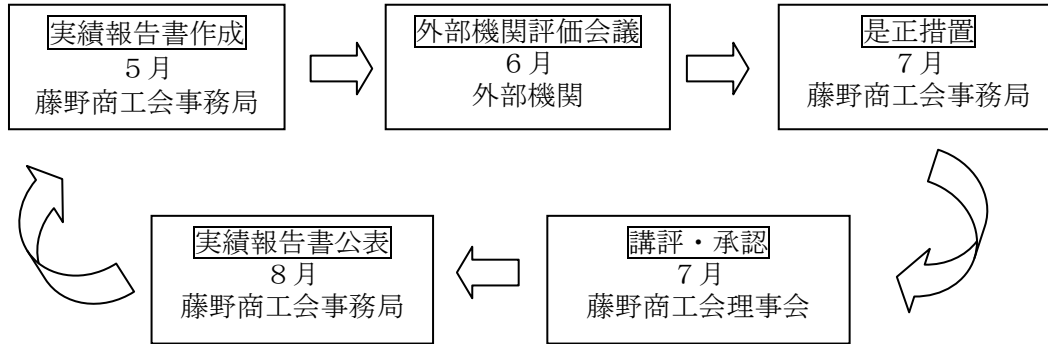 実績報告書作成
５月
藤野商工会事務局
外部機関評価会議
６月
外部機関
是正措置
７月
藤野商工会事務局
講評・承認
７月
藤野商工会理事会
実績報告書公表
８月
藤野商工会事務局